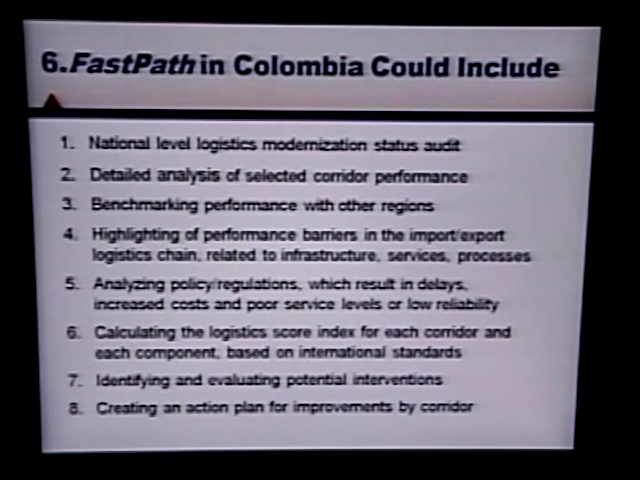 6. FastPath in Colombia Could Include
1. National level logistics modernization status audit
2. Detailed analysis of selected corridor performance
3. Benchmarking performance with other regions
4. Highlighting of performance barriers in the import/export
logistics chain, related to infrastructure, services, processes
5. Analyzing policy/regulations, which result in delays,
increased costs and poor service levels or low reliability
6. Calculating the logistics score index for each corridor and
each component, based on international standards
7. Identifying and evaluating potential interventions
8. Creating an action plan for improvements by corridor